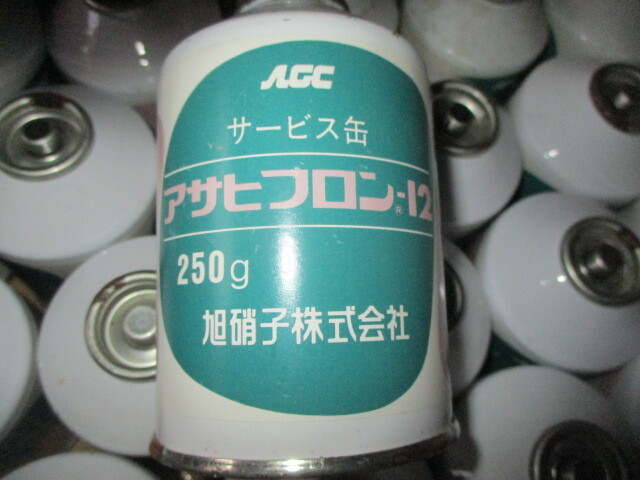 AGC
サービス缶
アサヒフロン®-12
250g
旭硝子株式会社